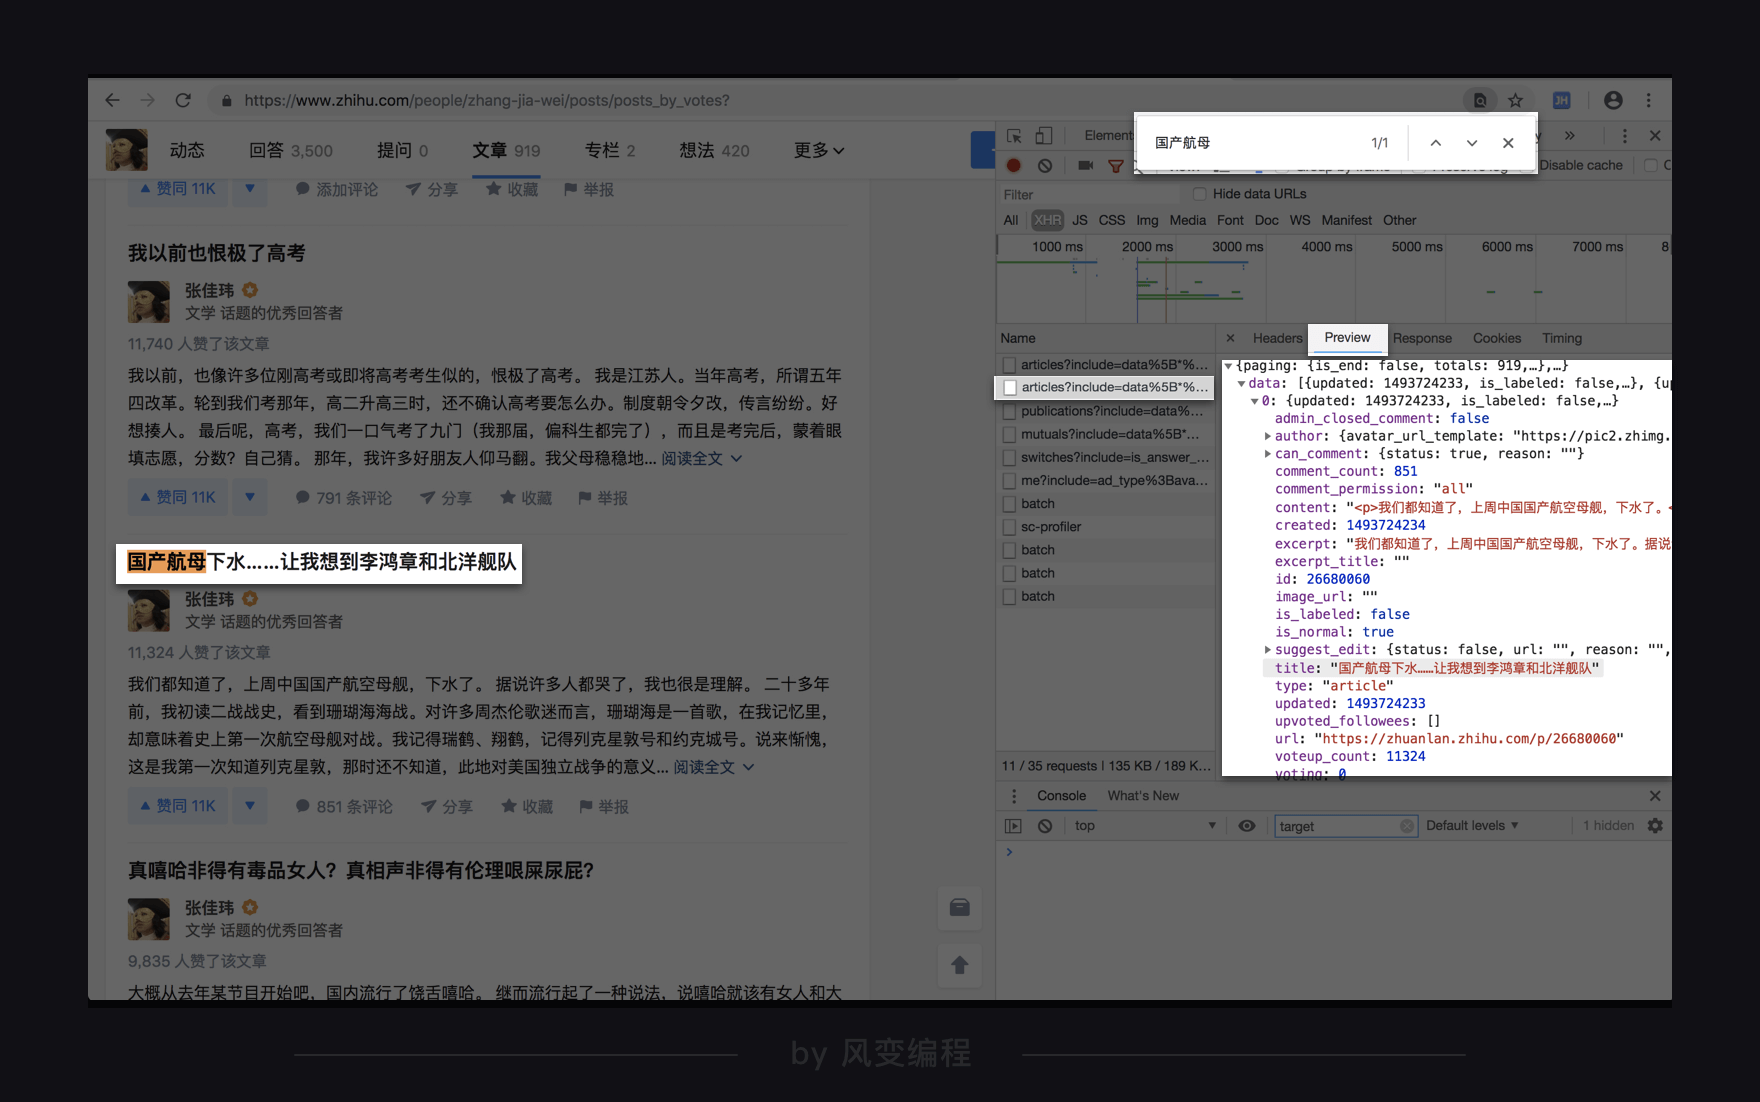 https://www.zhihu.com/people/zhang-jia-wei/posts/posts_by_votes?
JH
动态 回答 3,500 提问 0 文章 919 专栏 2 想法 420 更多
赞同 11K 添加评论 分享 收藏 举报
我以前也恨极了高考
张佳玮
文学 话题的优秀回答者
11,740 人赞了该文章
我以前，也像许多位刚高考或即将高考考生似的，恨极了高考。 我是江苏人。当年高考，所谓五年
四改革。轮到我们考那年，高二升高三时，还不确认高考要怎么办。制度朝令夕改，传言纷纷。好
想揍人。 最后呢，高考，我们一口气考了九门（我那届，偏科生都完了），而且是考完后，蒙着眼
填志愿，分数？自己猜。 那年，我许多好朋友人仰马翻。我父母稳稳地... 阅读全文
赞同 11K 791 条评论 分享 收藏 举报
国产航母下水……让我想到李鸿章和北洋舰队
张佳玮
文学 话题的优秀回答者
11,324 人赞了该文章
我们都知道了，上周中国国产航空母舰，下水了。 据说许多人都哭了，我也很是理解。 二十多年
前，我初读二战战史，看到珊瑚海海战。对许多周杰伦歌迷而言，珊瑚海是一首歌，在我记忆里，
却意味着史上第一次航空母舰对战。我记得瑞鹤、翔鹤，记得列克星敦号和约克城号。说来惭愧，
这是我第一次知道列克星敦，那时还不知道，此地对美国独立战争的意义... 阅读全文
赞同 11K 851 条评论 分享 收藏 举报
真嘻哈非得有毒品女人？真相声非得有伦理哏屎尿屁?
张佳玮
文学 话题的优秀回答者
9,835 人赞了该文章
大概从去年某节目开始吧，国内流行了饶舌嘻哈。 继而流行起了一种说法，说嘻哈就该有女人和大
国产航母 1/1
Element
Disable cache
Filter Hide data URLs
All XHR JS CSS Img Media Font Doc WS Manifest Other
1000 ms 2000 ms 3000 ms 4000 ms 5000 ms 6000 ms 7000 ms 8
Name
articles?include=data%5B*%...
articles?include=data%5B*%...
publications?include=data%...
mutuals?include=data%5B*...
switches?include=is_answer_...
me?include=ad_type%3Bava...
batch
sc-profiler
batch
batch
batch
11 / 35 requests | 135 KB / 189 K...
Headers Preview Response Cookies Timing
{paging: {is_end: false, totals: 919,…},…}
data: [{updated: 1493724233, is_labeled: false,…}, {up
0: {updated: 1493724233, is_labeled: false,…}
admin_closed_comment: false
author: {avatar_url_template: "https://pic2.zhimg.
can_comment: {status: true, reason: ""}
comment_count: 851
comment_permission: "all"
content: "<p>我们都知道了，上周中国国产航空母舰，下水了。<
created: 1493724234
excerpt: "我们都知道了，上周中国国产航空母舰，下水了。据说
excerpt_title: ""
id: 26680060
image_url: ""
is_labeled: false
is_normal: true
suggest_edit: {status: false, url: "", reason: "",
title: "国产航母下水……让我想到李鸿章和北洋舰队"
type: "article"
updated: 1493724233
upvoted_followees: []
url: "https://zhuanlan.zhihu.com/p/26680060"
voteup_count: 11324
voting: 0
Console What's New
top target Default levels 1 hidden
by 风变编程